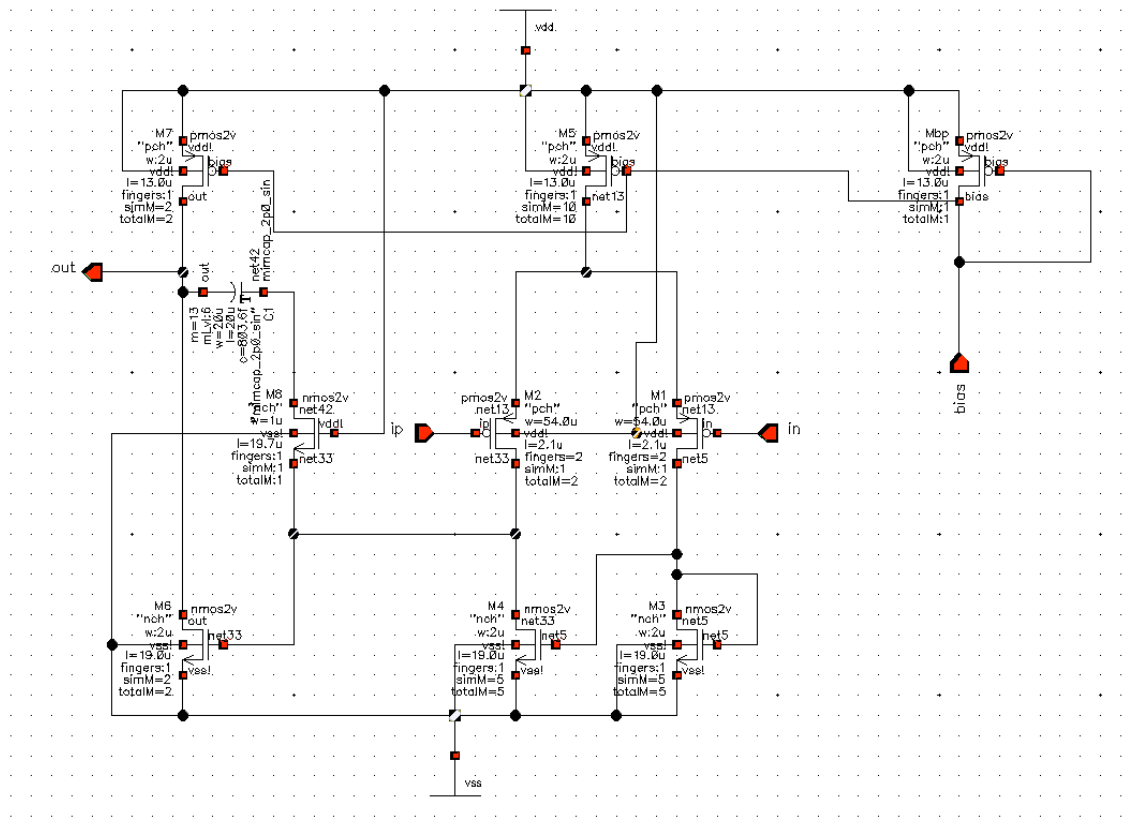 vdd.
M7
pmos2v
vdd!
"pch"
w:2u
bias
vdd!
l=13.0u
fingers:1
simM=2
totalM=2
out
M5
pmos2v
vdd!
"pch"
w:2u
bias
vdd!
l=13.0u
fingers:1
simM=10
totalM=10
net13
Mbp
pmos2v
vdd!
"pch"
w:2u
bias
vdd!
l=13.0u
fingers:1
simM:1
totalM:1
bias
out
out
net42
mimcap_2p0_sin
T
C1
m=13
mLvl:6
w=20u
l=20u
c=803.6f
"mimcap_2p0_sin"
bias
M8
nmos2v
net42
w=1u
vdd!
vss!
l=19.7u
fingers:1
simM:1
totalM:1
net33
ip
pmos2v
M2
net13
"pch"
ip
w=54.0u
vdd!
l=2.1u
net33
fingers=2
simM:1
totalM=2
M1
pmos2v
net13
"pch"
w=54.0u
in
vdd!
l=2.1u
fingers=2
simM:1
totalM=2
net5
in
M6
nmos2v
out
"nch"
w:2u
net33
vss!
l=19.0u
fingers:1
simM=2
totalM=2
vss!
M4
nmos2v
net33
"nch"
w:2u
net5
vss!
l=19.0u
fingers:1
simM=5
totalM=5
vss!
M3
nmos2v
net5
"nch"
w:2u
net5
vss!
l=19.0u
fingers:1
simM=5
totalM=5
vss!
vss